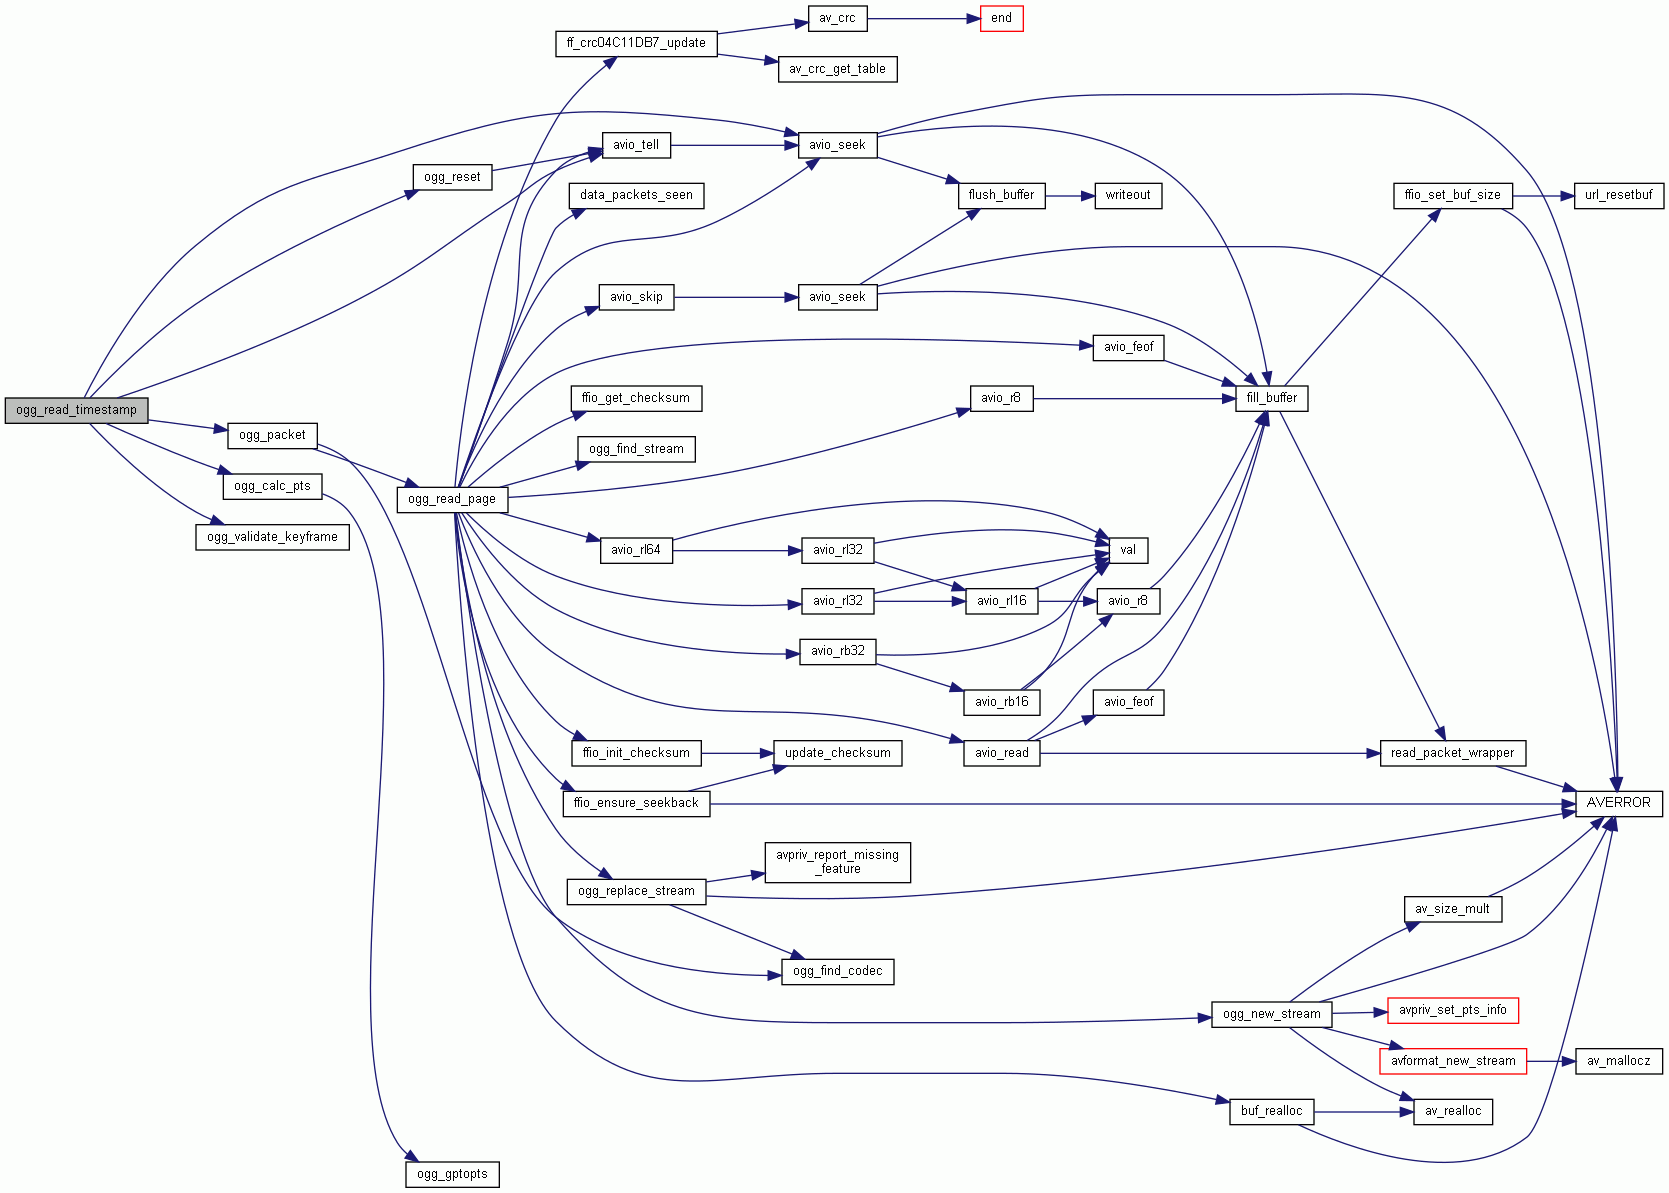 end
av_crc
ff_crc04C11DB7_update
av_crc_get_table
avio_tell
avio_seek
ogg_reset
data_packets_seen
flush_buffer
writeout
ffio_set_buf_size
url_resetbuf
avio_skip
avio_seek
avio_feof
ffio_get_checksum
avio_r8
fill_buffer
ogg_read_timestamp
ogg_packet
ogg_find_stream
ogg_calc_pts
ogg_read_page
ogg_validate_keyframe
avio_rl64
avio_rl32
val
avio_rl32
avio_rl16
avio_r8
avio_rb32
avio_rb16
avio_feof
ffio_init_checksum
update_checksum
avio_read
read_packet_wrapper
ffio_ensure_seekback
AVERROR
avpriv_report_missing
_feature
ogg_replace_stream
av_size_mult
ogg_find_codec
ogg_new_stream
avpriv_set_pts_info
avformat_new_stream
av_mallocz
buf_realloc
av_realloc
ogg_gptopts